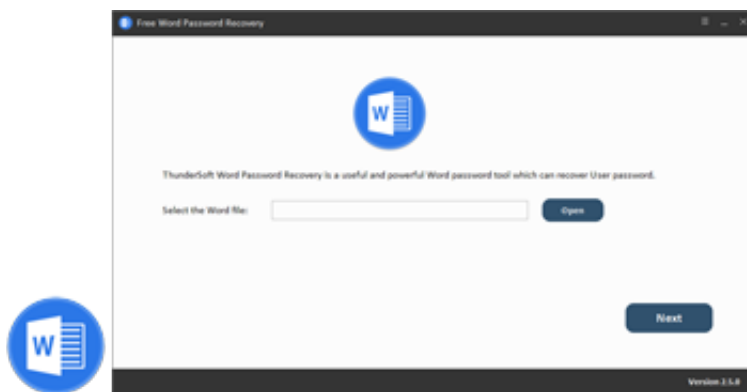 Free Word Password Recovery
W
ThunderSoft Word Password Recovery is a useful and powerful Word password tool which can recover User password.
Select the Word file:
Open
Next
W
Version 2.5.0